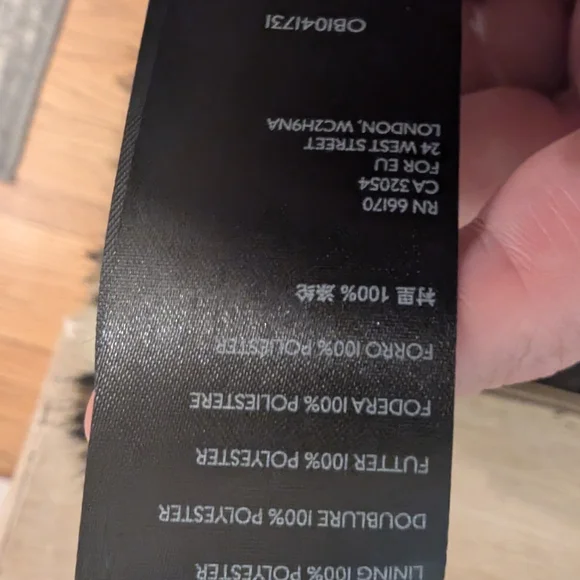 LINING 100% POLYESTER
DOUBLURE 100% POLYESTER
FUTTER 100% POLYESTER
FODERA 100% POLIESTERE
FORRO 100% POLIÉSTER
衬里 100% 涤纶
RN 66170
CA 32054
FOR EU
24 WEST STREET
LONDON, WC2H9NA
OB1041731